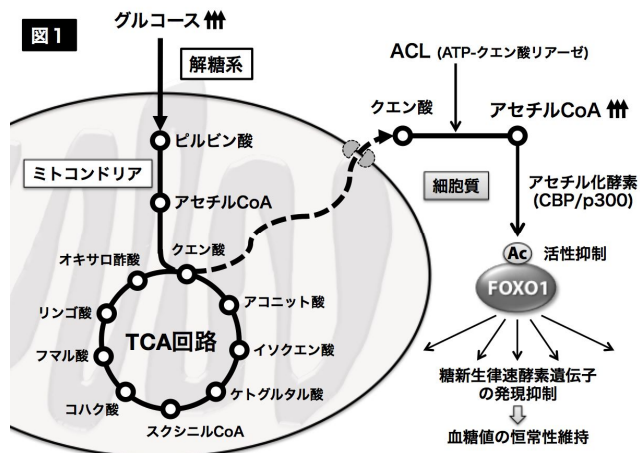 図1
グルコース
解糖系
ピルビン酸
ミトコンドリア
アセチルCoA
クエン酸
オキサロ酢酸
アコニット酸
リンゴ酸
TCA回路
イソクエン酸
フマル酸
ケトグルタル酸
コハク酸
スクシニルCoA
ACL (ATP-クエン酸リアーゼ)
クエン酸
アセチルCoA
細胞質
アセチル化酵素
(CBP/p300)
Ac
活性抑制
FOXO1
糖新生律速酵素遺伝子
の発現抑制
血糖値の恒常性維持